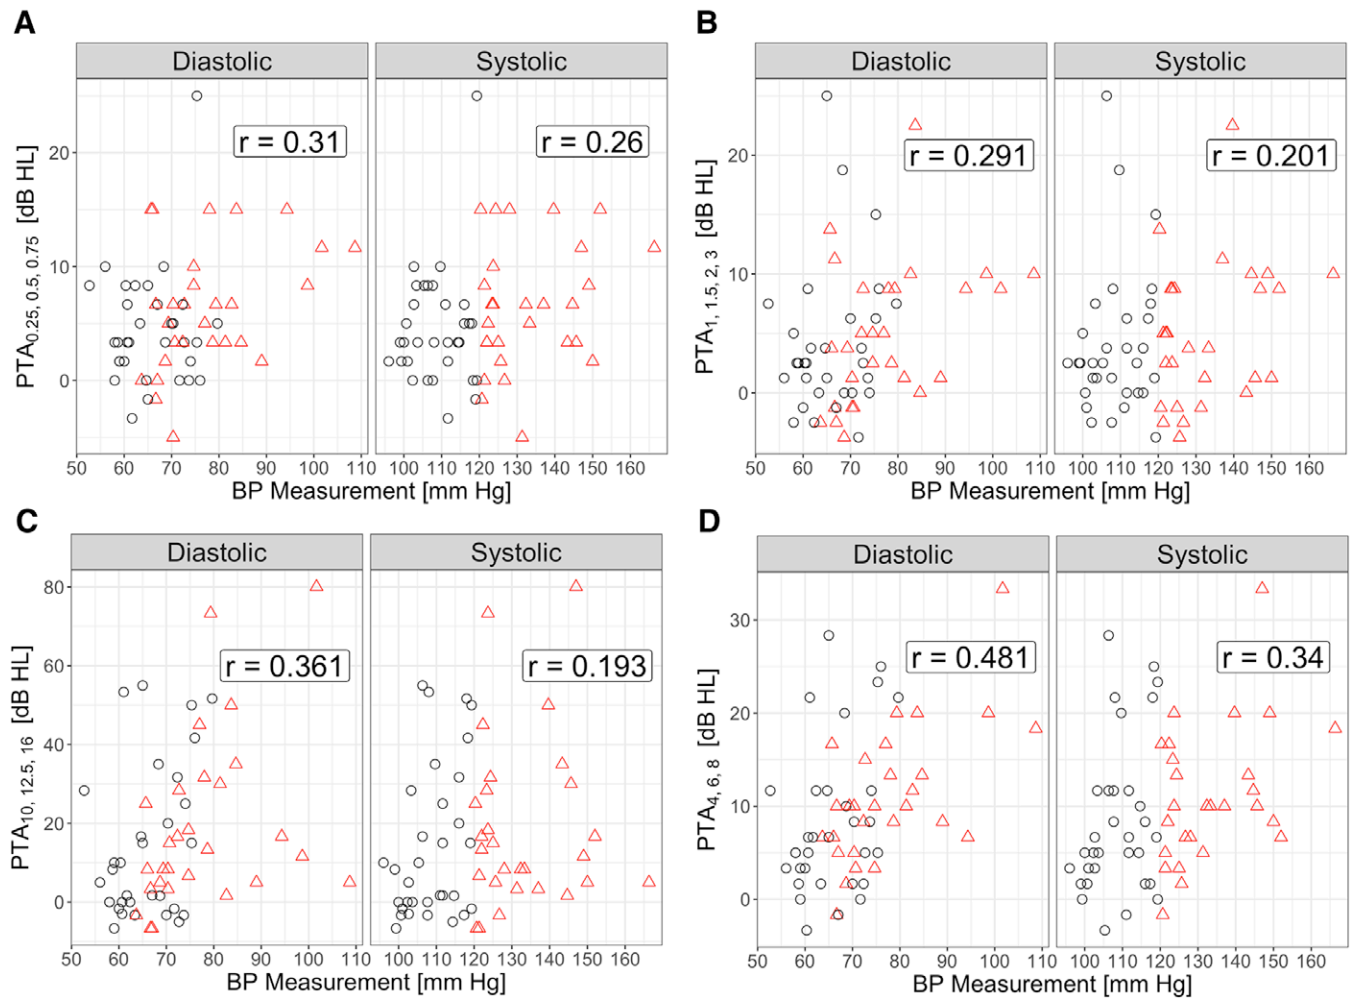 A
Diastolic Systolic
r = 0.31 r = 0.26
PTA0.25, 0.5, 0.75 [dB HL]
20
10
0
50 60 70 80 90 100 110 100 110 120 130 140 150 160
BP Measurement [mm Hg]
B
Diastolic Systolic
r = 0.291 r = 0.201
PTA1, 1.5, 2, 3 [dB HL]
20
10
0
50 60 70 80 90 100 110 100 110 120 130 140 150 160
BP Measurement [mm Hg]
C
Diastolic Systolic
r = 0.361 r = 0.193
PTA10, 12.5, 16 [dB HL]
80
60
40
20
0
50 60 70 80 90 100 110 100 110 120 130 140 150 160
BP Measurement [mm Hg]
D
Diastolic Systolic
r = 0.481 r = 0.34
PTA4, 6, 8 [dB HL]
30
20
10
0
50 60 70 80 90 100 110 100 110 120 130 140 150 160
BP Measurement [mm Hg]